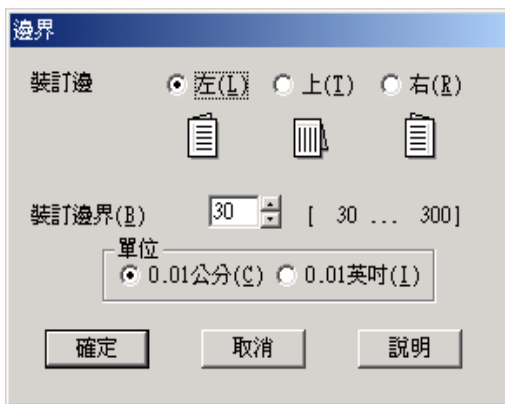 邊界
裝訂邊 左(L) 上(T) 右(R)
裝訂邊界(B) 30 [ 30 ... 300]
單位
0.01公分(C) 0.01英吋(I)
確定 取消 說明